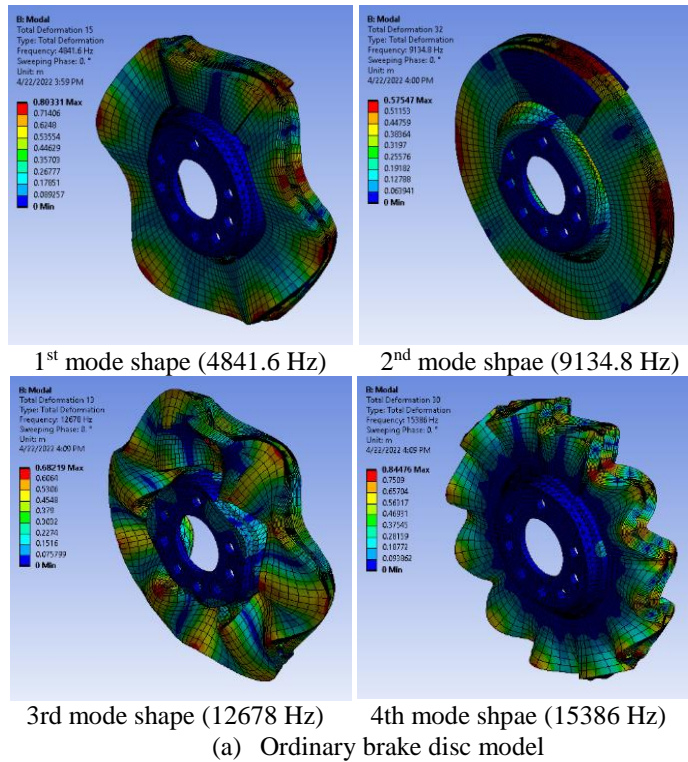 B: Modal
Total Deformation 15
Type: Total Deformation
Frequency: 4841.6 Hz
Sweeping Phase: 0. °
Unit: m
4/22/2022 3:59 PM
0.80331 Max
0.71406
0.6248
0.53554
0.44629
0.35703
0.26777
0.17851
0.089257
0 Min
1st mode shape (4841.6 Hz)
B: Modal
Total Deformation 32
Type: Total Deformation
Frequency: 9134.8 Hz
Sweeping Phase: 0. °
Unit: m
4/22/2022 4:00 PM
0.57547 Max
0.51153
0.44759
0.38364
0.3197
0.25576
0.19182
0.12788
0.063941
0 Min
2nd mode shpae (9134.8 Hz)
B: Modal
Total Deformation 13
Type: Total Deformation
Frequency: 12678 Hz
Sweeping Phase: 0. °
Unit: m
4/22/2022 4:09 PM
0.68219 Max
0.6064
0.5306
0.4548
0.379
0.3032
0.2274
0.1516
0.075799
0 Min
3rd mode shape (12678 Hz)
B: Modal
Total Deformation 30
Type: Total Deformation
Frequency: 15386 Hz
Sweeping Phase: 0. °
Unit: m
4/22/2022 4:09 PM
0.84476 Max
0.7509
0.65704
0.56317
0.46931
0.37545
0.28159
0.18772
0.093862
0 Min
4th mode shpae (15386 Hz)
(a) Ordinary brake disc model